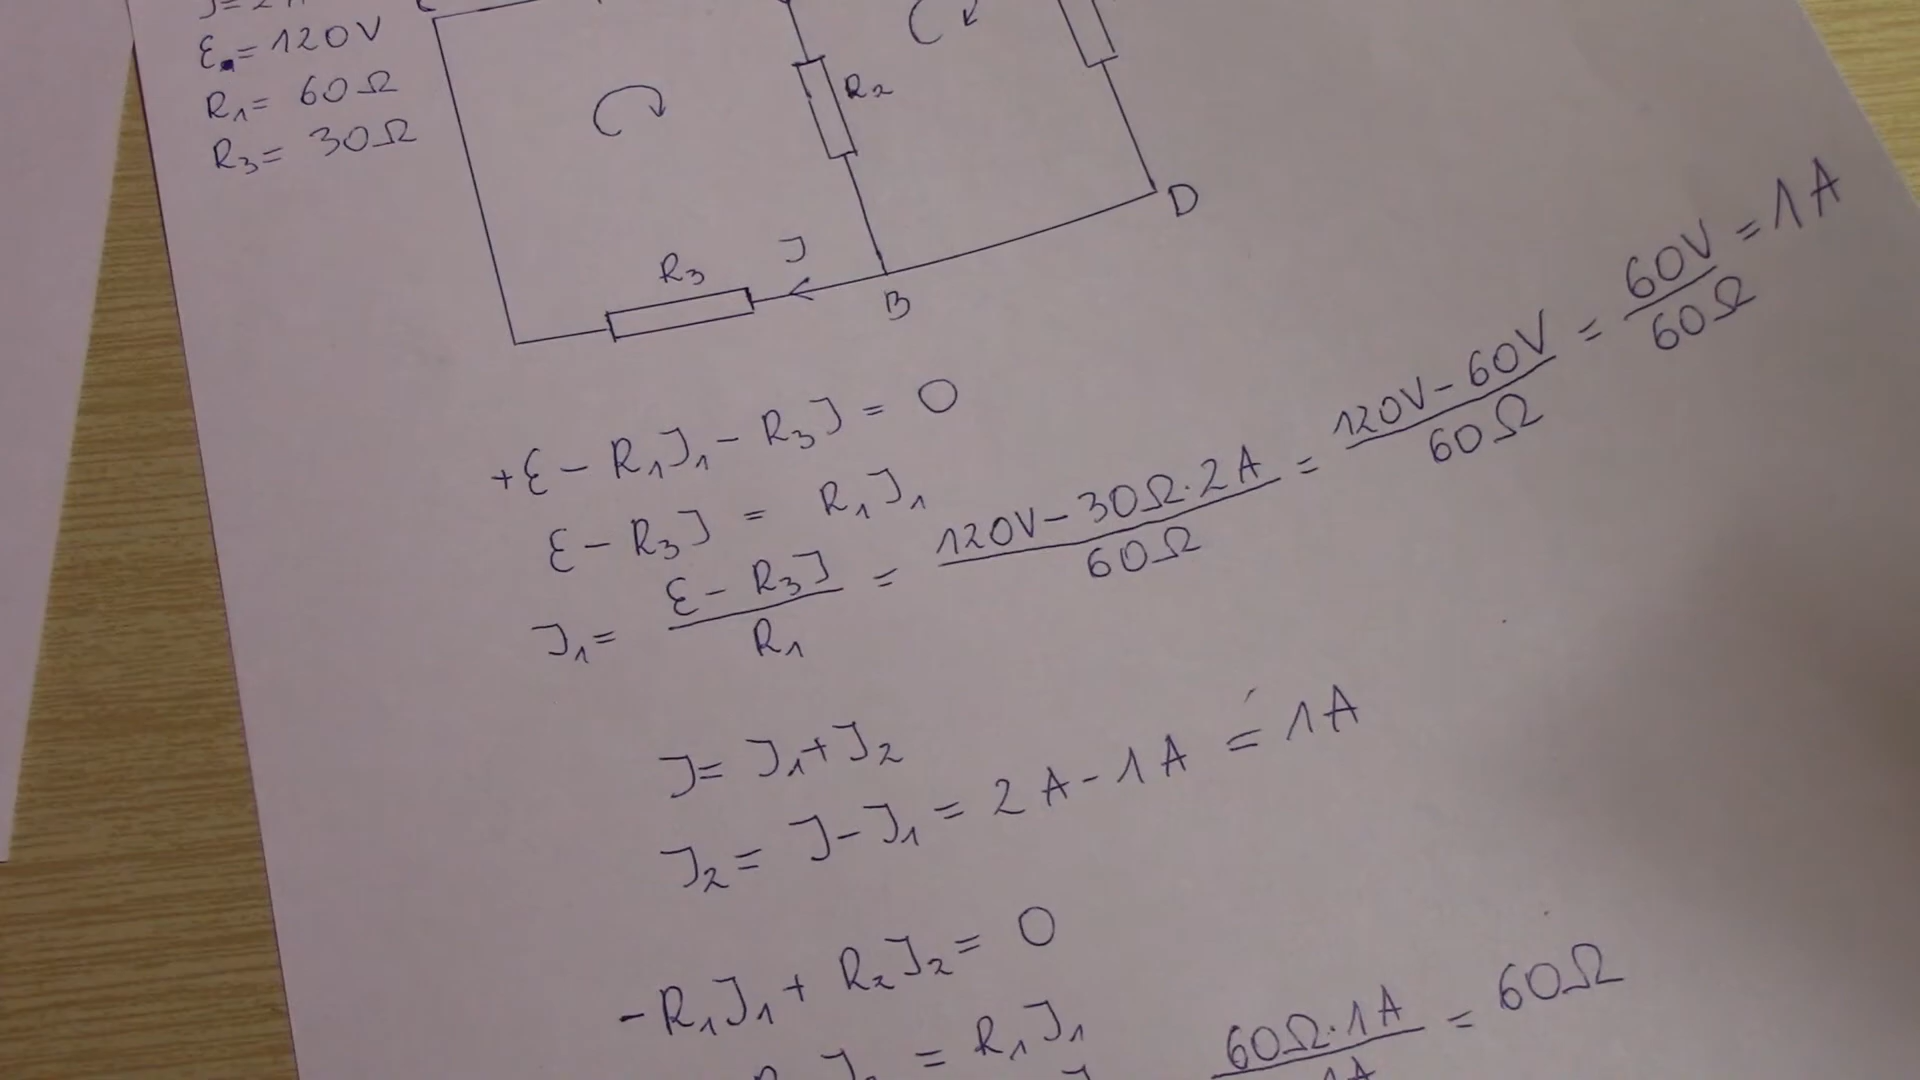 J = 2 A
ε = 120V
R₁ = 60Ω
R₃ = 30Ω
R₂
D
J
R₃
B
+ε - R₁J₁ - R₃J = 0
ε - R₃J = R₁J₁
J₁ = (ε - R₃J)/R₁ = (120V - 30Ω·2A)/60Ω = (120V - 60V)/60Ω = 60V/60Ω = 1A
J = J₁ + J₂
J₂ = J - J₁ = 2A - 1A = 1A
-R₁J₁ + R₂J₂ = 0
= R₁J₁
60Ω·1A/1A = 60Ω